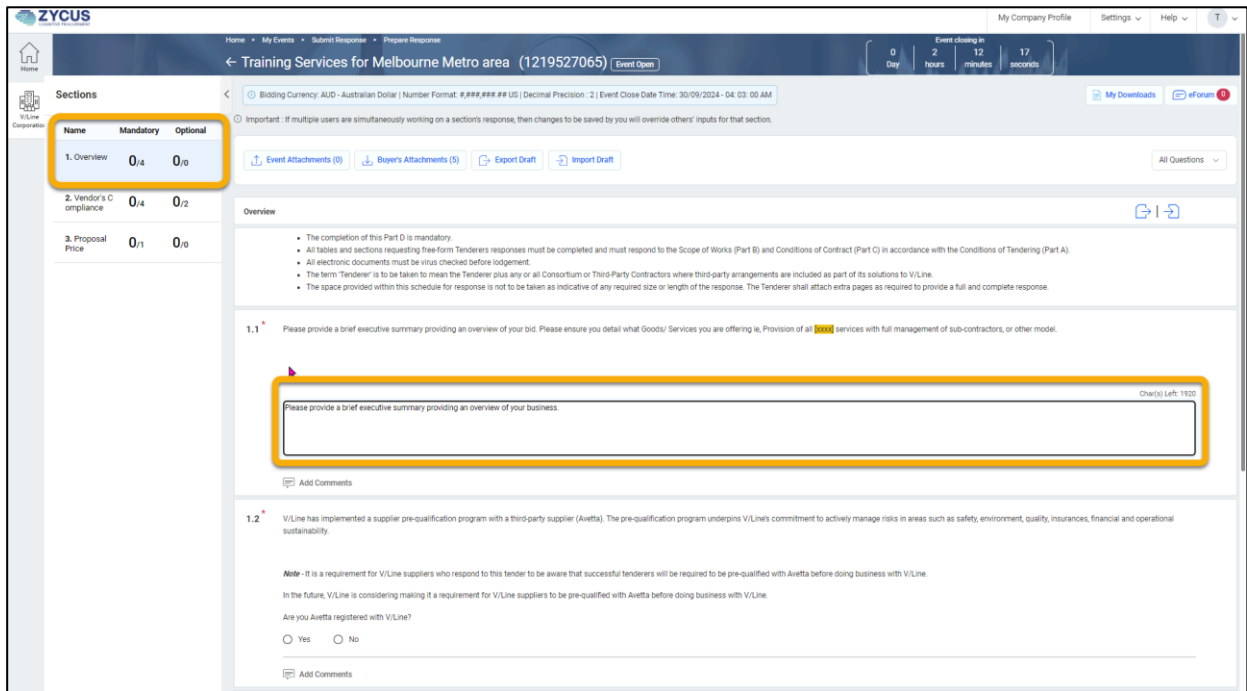 ZYCUS
My Company Profile
Settings
Help
T
Home
V/Line
Corporation
Home • My Events • Submit Response • Prepare Response
← Training Services for Melbourne Metro area (1219527065) Event Open
Event closing in
0 2 12 17
Day hours minutes seconds
Sections
Name Mandatory Optional
1. Overview 0/4 0/0
2. Vendor's C
ompliance 0/4 0/2
3. Proposal
Price 0/1 0/0
Bidding Currency: AUD - Australian Dollar | Number Format: #,###,###.## US | Decimal Precision : 2 | Event Close Date Time: 30/09/2024 - 04: 03: 00 AM
My Downloads
eForum 0
Important : If multiple users are simultaneously working on a section's response, then changes to be saved by you will override others' inputs for that section.
Event Attachments (0)
Buyer's Attachments (5)
Export Draft
Import Draft
All Questions
Overview
• The completion of this Part D is mandatory.
• All tables and sections requesting free-form Tenderers responses must be completed and must respond to the Scope of Works (Part B) and Conditions of Contract (Part C) in accordance with the Conditions of Tendering (Part A).
• All electronic documents must be virus checked before lodgement.
• The term 'Tenderer' is to be taken to mean the Tenderer plus any or all Consortium or Third-Party Contractors where third-party arrangements are included as part of its solutions to V/Line.
• The space provided within this schedule for response is not to be taken as indicative of any required size or length of the response. The Tenderer shall attach extra pages as required to provide a full and complete response.
1.1 * Please provide a brief executive summary providing an overview of your bid. Please ensure you detail what Goods/ Services you are offering ie, Provision of all [xxxx] services with full management of sub-contractors, or other model.
Char(s) Left: 1920
Please provide a brief executive summary providing an overview of your business.
Add Comments
1.2 * V/Line has implemented a supplier pre-qualification program with a third-party supplier (Avetta). The pre-qualification program underpins V/Line's commitment to actively manage risks in areas such as safety, environment, quality, insurances, financial and operational
sustainability.
Note - It is a requirement for V/Line suppliers who respond to this tender to be aware that successful tenderers will be required to be pre-qualified with Avetta before doing business with V/Line.
In the future, V/Line is considering making it a requirement for V/Line suppliers to be pre-qualified with Avetta before doing business with V/Line.
Are you Avetta registered with V/Line?
Yes No
Add Comments